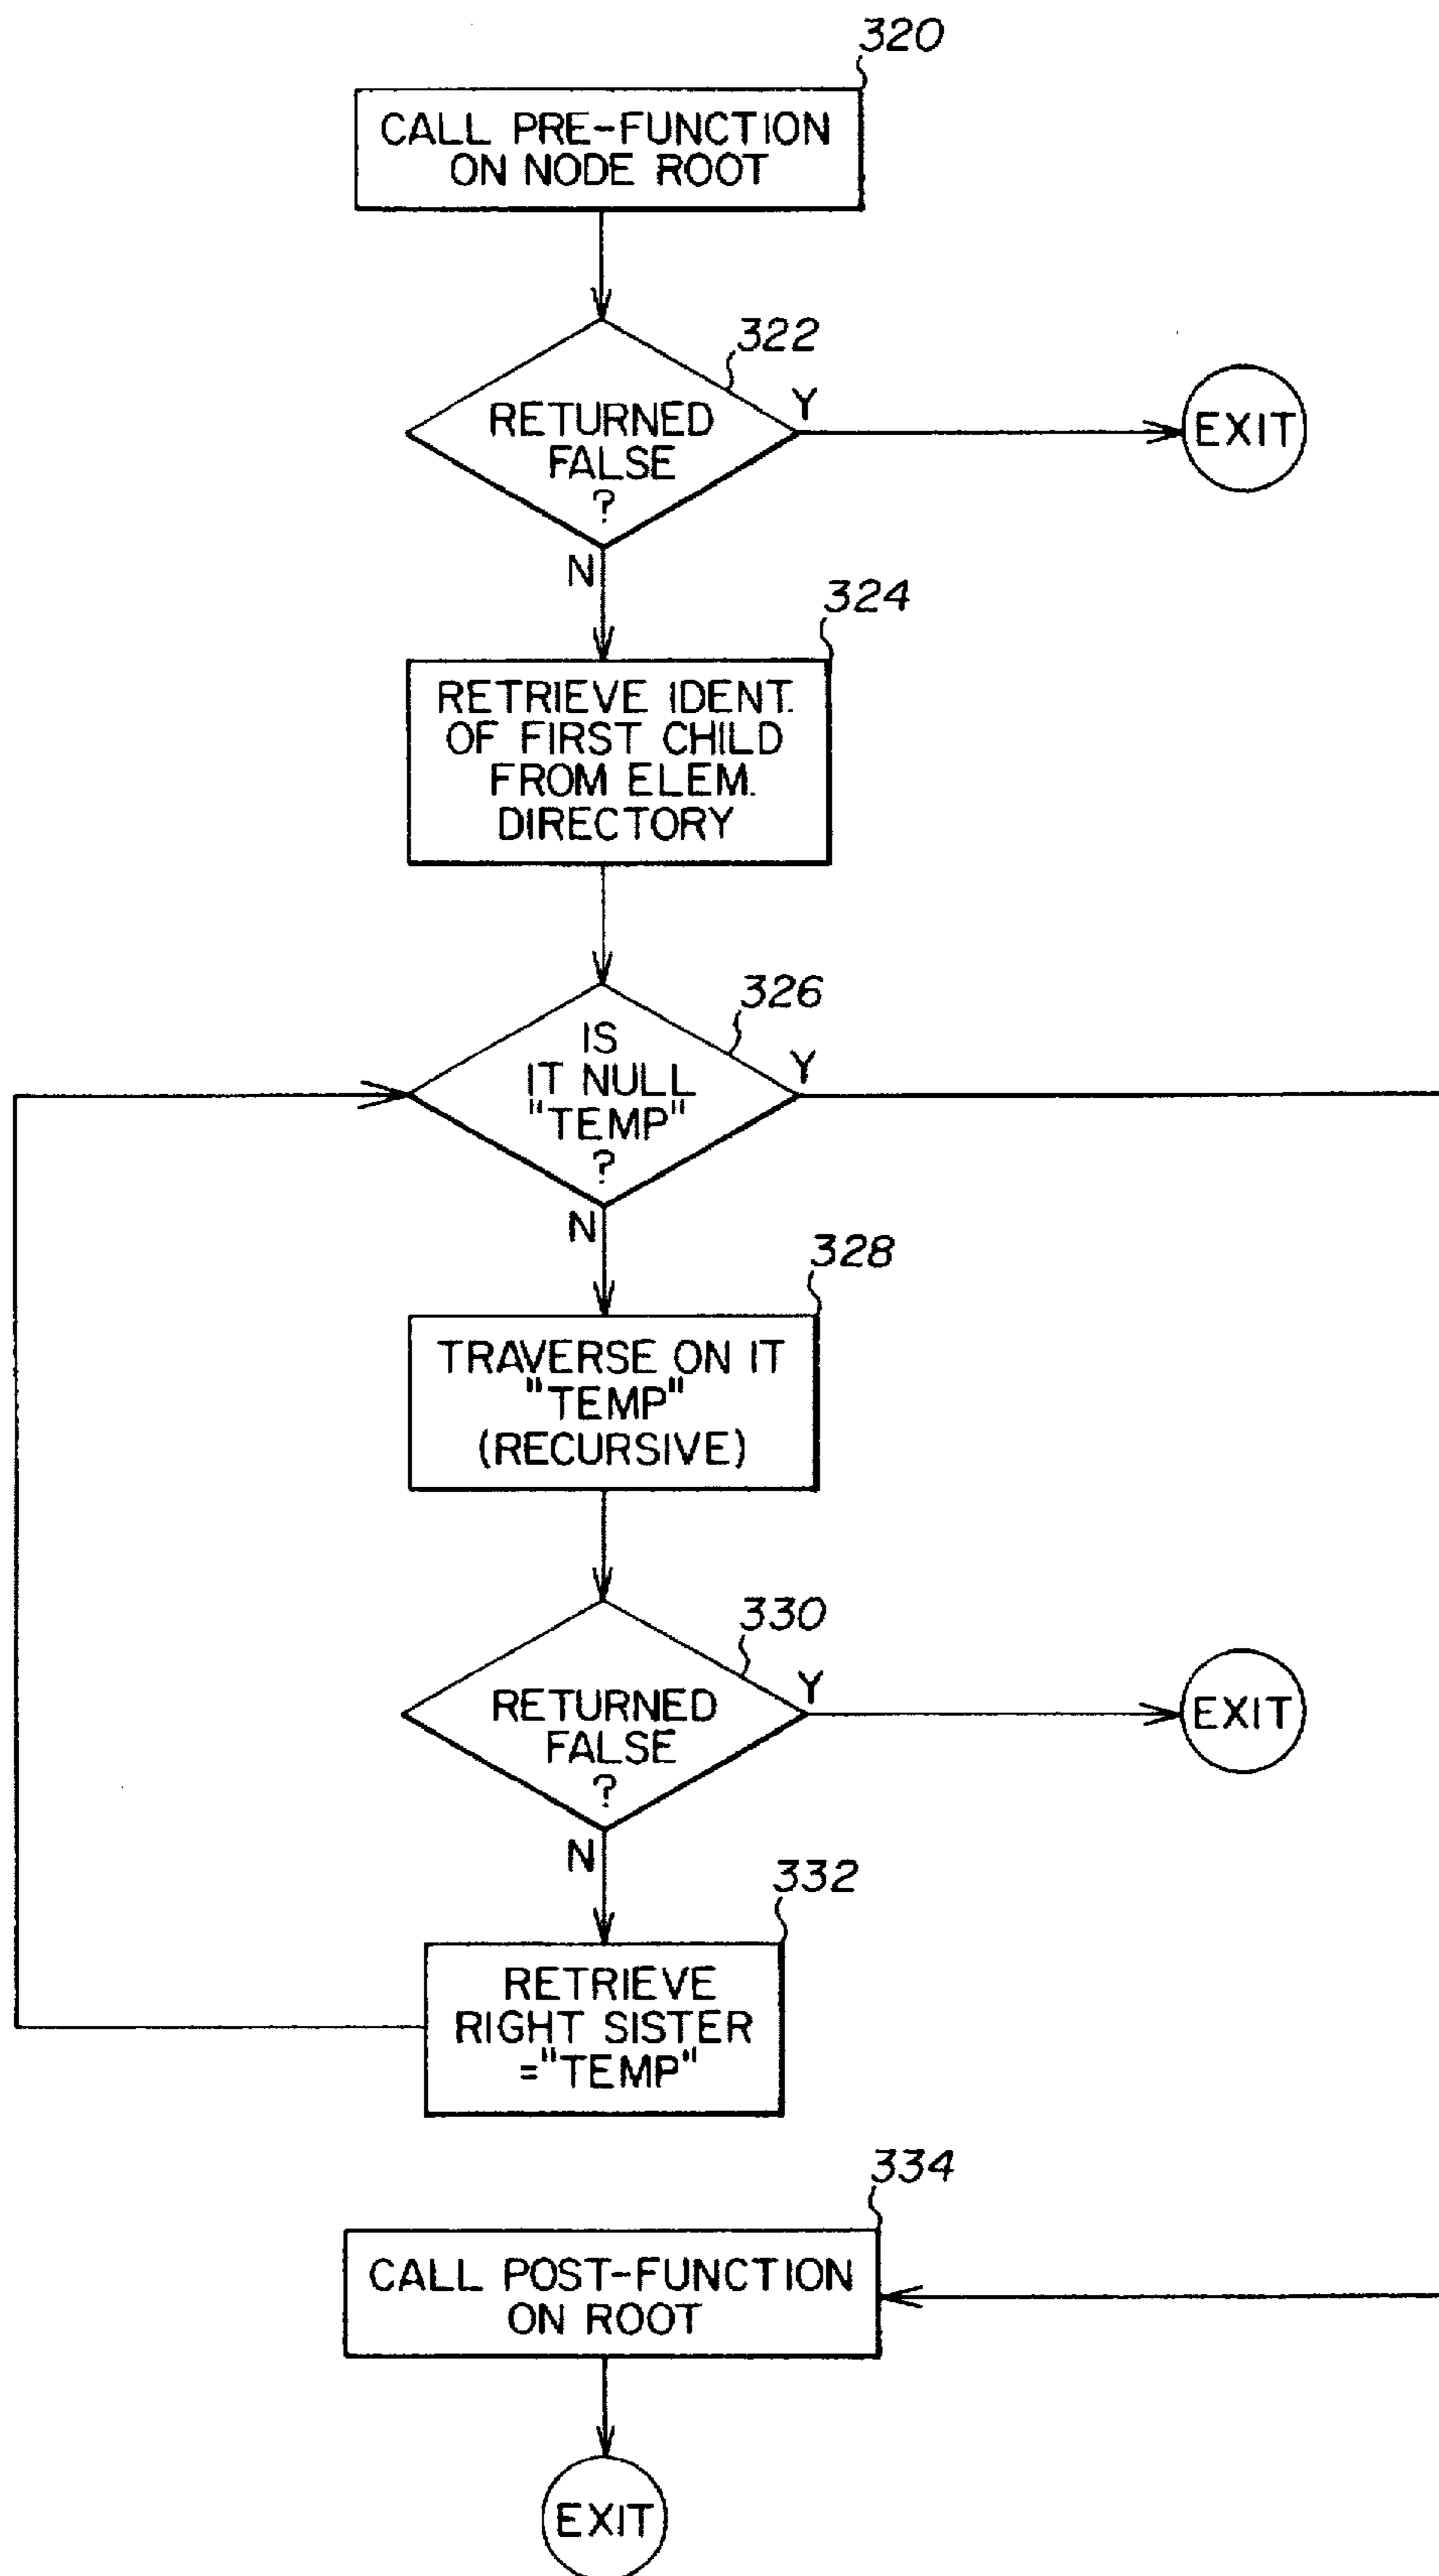 320
CALL PRE-FUNCTION
ON NODE ROOT
322
RETURNED
FALSE
?
Y
EXIT
N
324
RETRIEVE IDENT.
OF FIRST CHILD
FROM ELEM.
DIRECTORY
326
IS
IT NULL
"TEMP"
?
Y
N
328
TRAVERSE ON IT
"TEMP"
(RECURSIVE)
330
RETURNED
FALSE
?
Y
EXIT
N
332
RETRIEVE
RIGHT SISTER
="TEMP"
334
CALL POST-FUNCTION
ON ROOT
EXIT